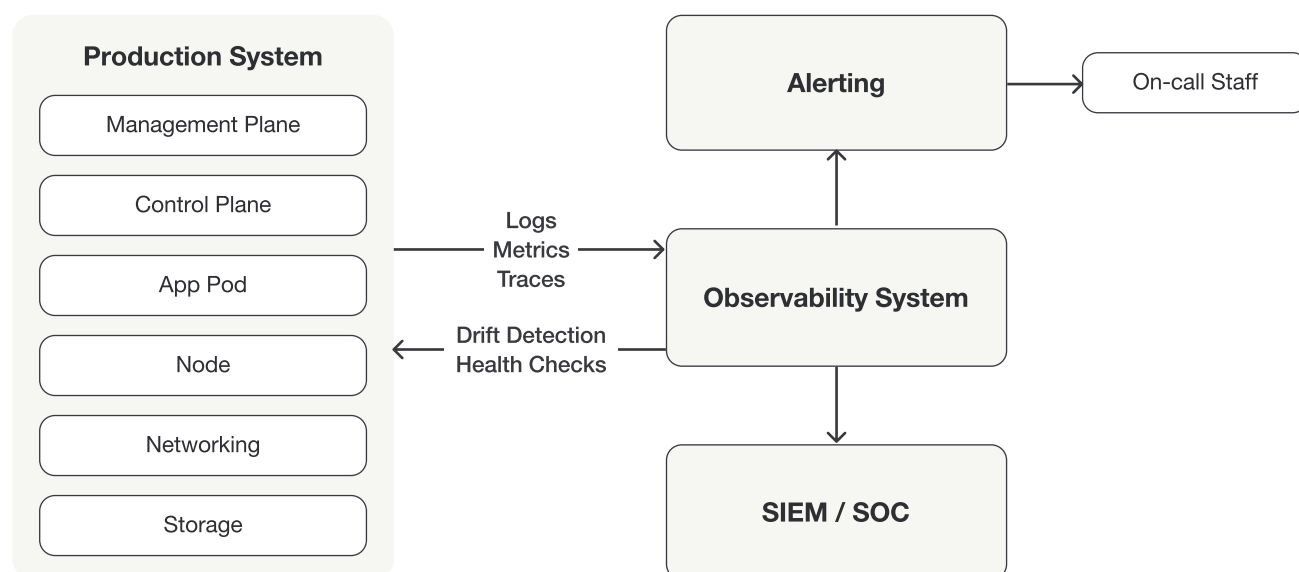 Production System
Management Plane
Control Plane
App Pod
Node
Networking
Storage
Logs
Metrics
Traces
Drift Detection
Health Checks
Alerting
On-call Staff
Observability System
SIEM / SOC